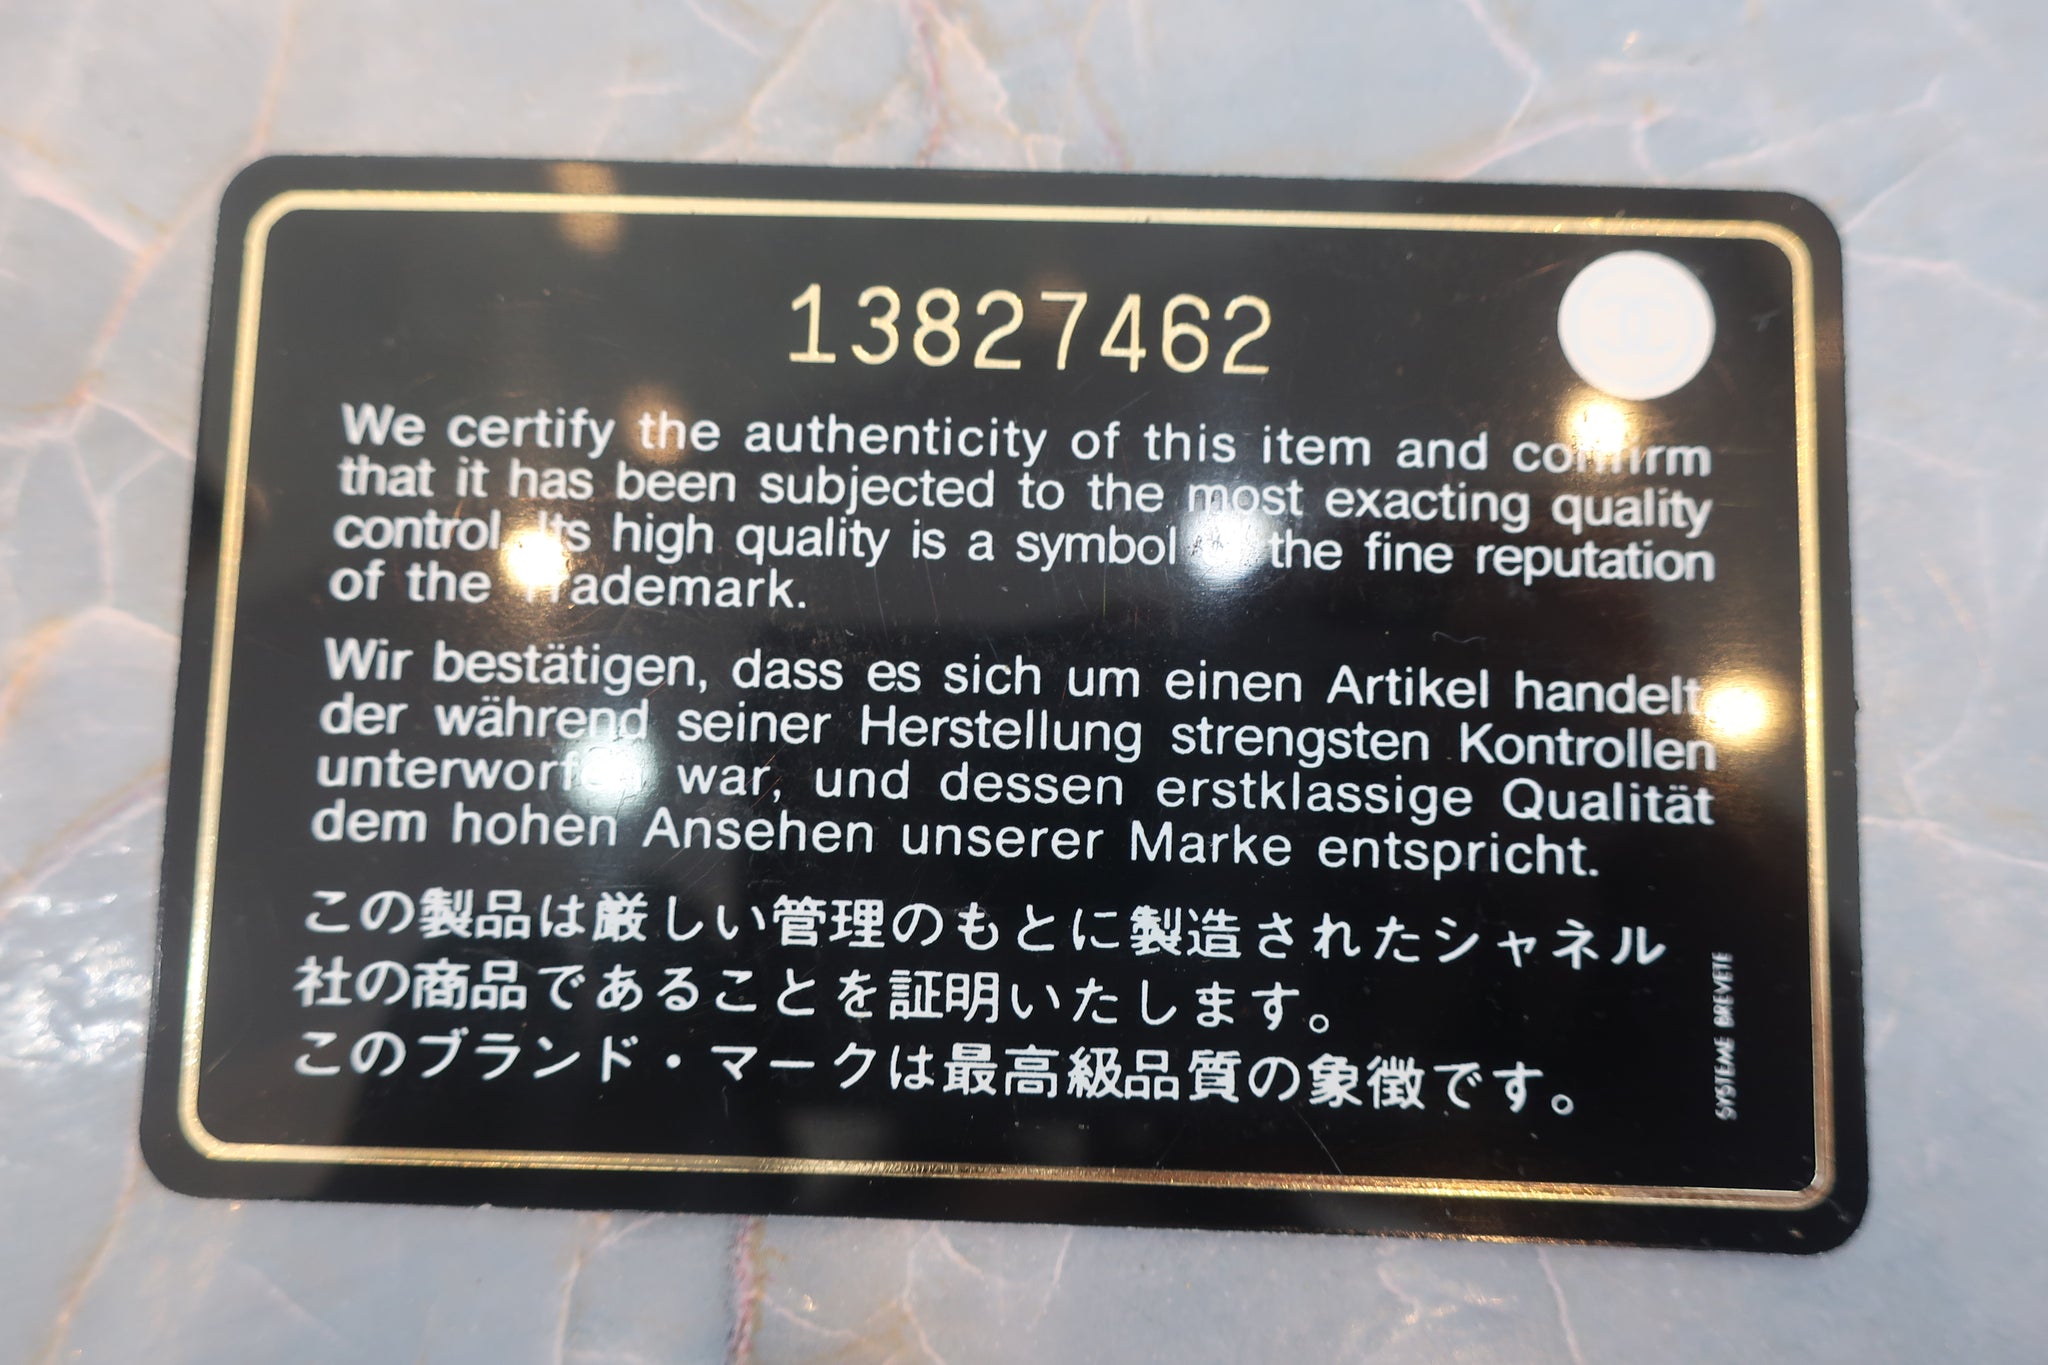 13827462
We certify the authenticity of this item and confirm
that it has been subjected to the most exacting quality
control. Its high quality is a symbol the fine reputation
of the Trademark.
Wir bestätigen, dass es sich um einen Artikel handelt,
der während seiner Herstellung strengsten Kontrollen
unterworfen war, und dessen erstklassige Qualität
dem hohen Ansehen unserer Marke entspricht.
この製品は厳しい管理のもとに製造されたシャネル
社の商品であることを証明いたします。
このブランド・マークは最高級品質の象徴です。
SYSTEME BREVETE